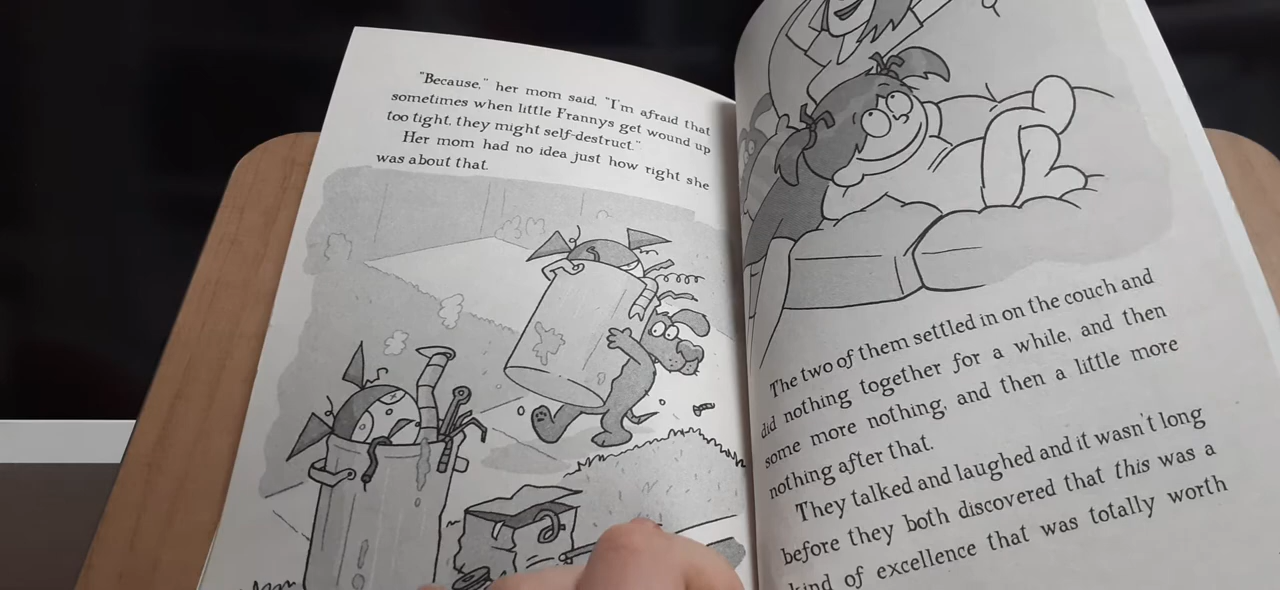 "Because," her mom said, "I'm afraid that
sometimes when little Frannys get wound up
too tight, they might self-destruct."
Her mom had no idea just how right she
was about that.
The two of them settled in on the couch and
did nothing together for a while, and then
some more nothing, and then a little more
nothing after that.
They talked and laughed and it wasn't long
before they both discovered that this was a
kind of excellence that was totally worth